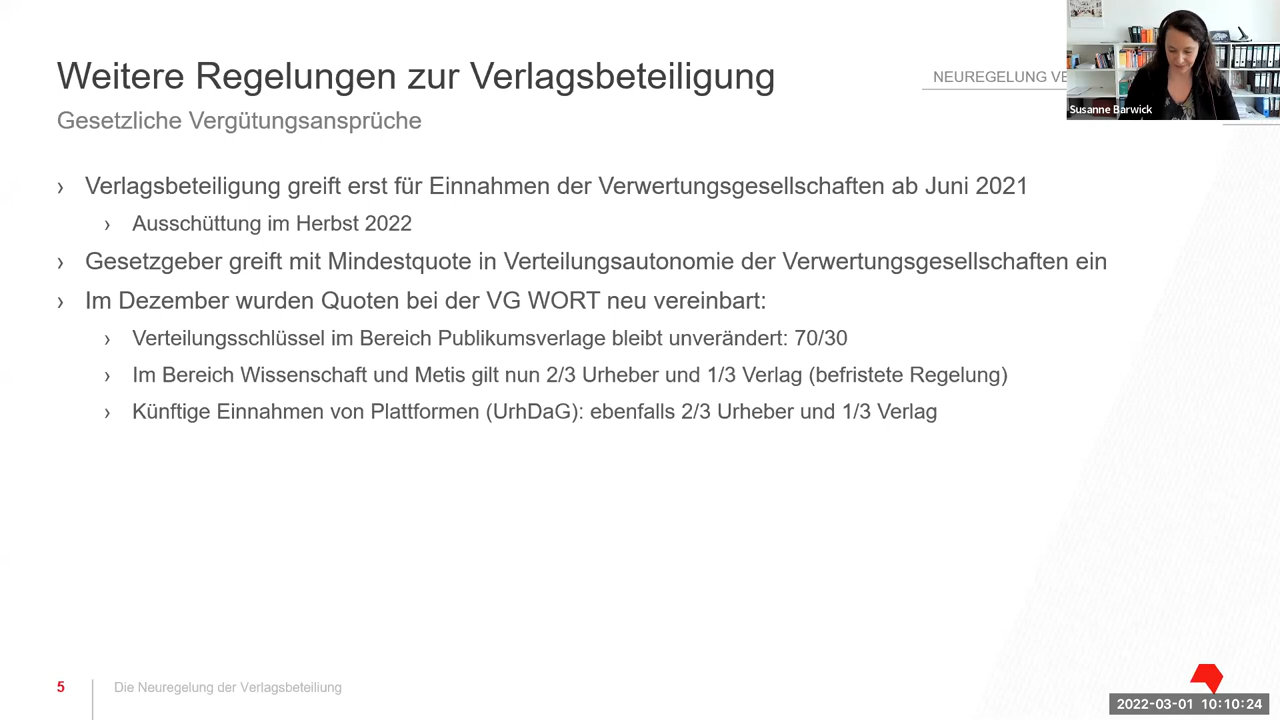 Weitere Regelungen zur Verlagsbeteiligung
NEUREGELUNG VE
Gesetzliche Vergütungsansprüche
Susanne Barwick
› Verlagsbeteiligung greift erst für Einnahmen der Verwertungsgesellschaften ab Juni 2021
› Ausschüttung im Herbst 2022
› Gesetzgeber greift mit Mindestquote in Verteilungsautonomie der Verwertungsgesellschaften ein
› Im Dezember wurden Quoten bei der VG WORT neu vereinbart:
› Verteilungsschlüssel im Bereich Publikumsverlage bleibt unverändert: 70/30
› Im Bereich Wissenschaft und Metis gilt nun 2/3 Urheber und 1/3 Verlag (befristete Regelung)
› Künftige Einnahmen von Plattformen (UrhDaG): ebenfalls 2/3 Urheber und 1/3 Verlag
5 Die Neuregelung der Verlagsbeteiliung
2022-03-01 10:10:24